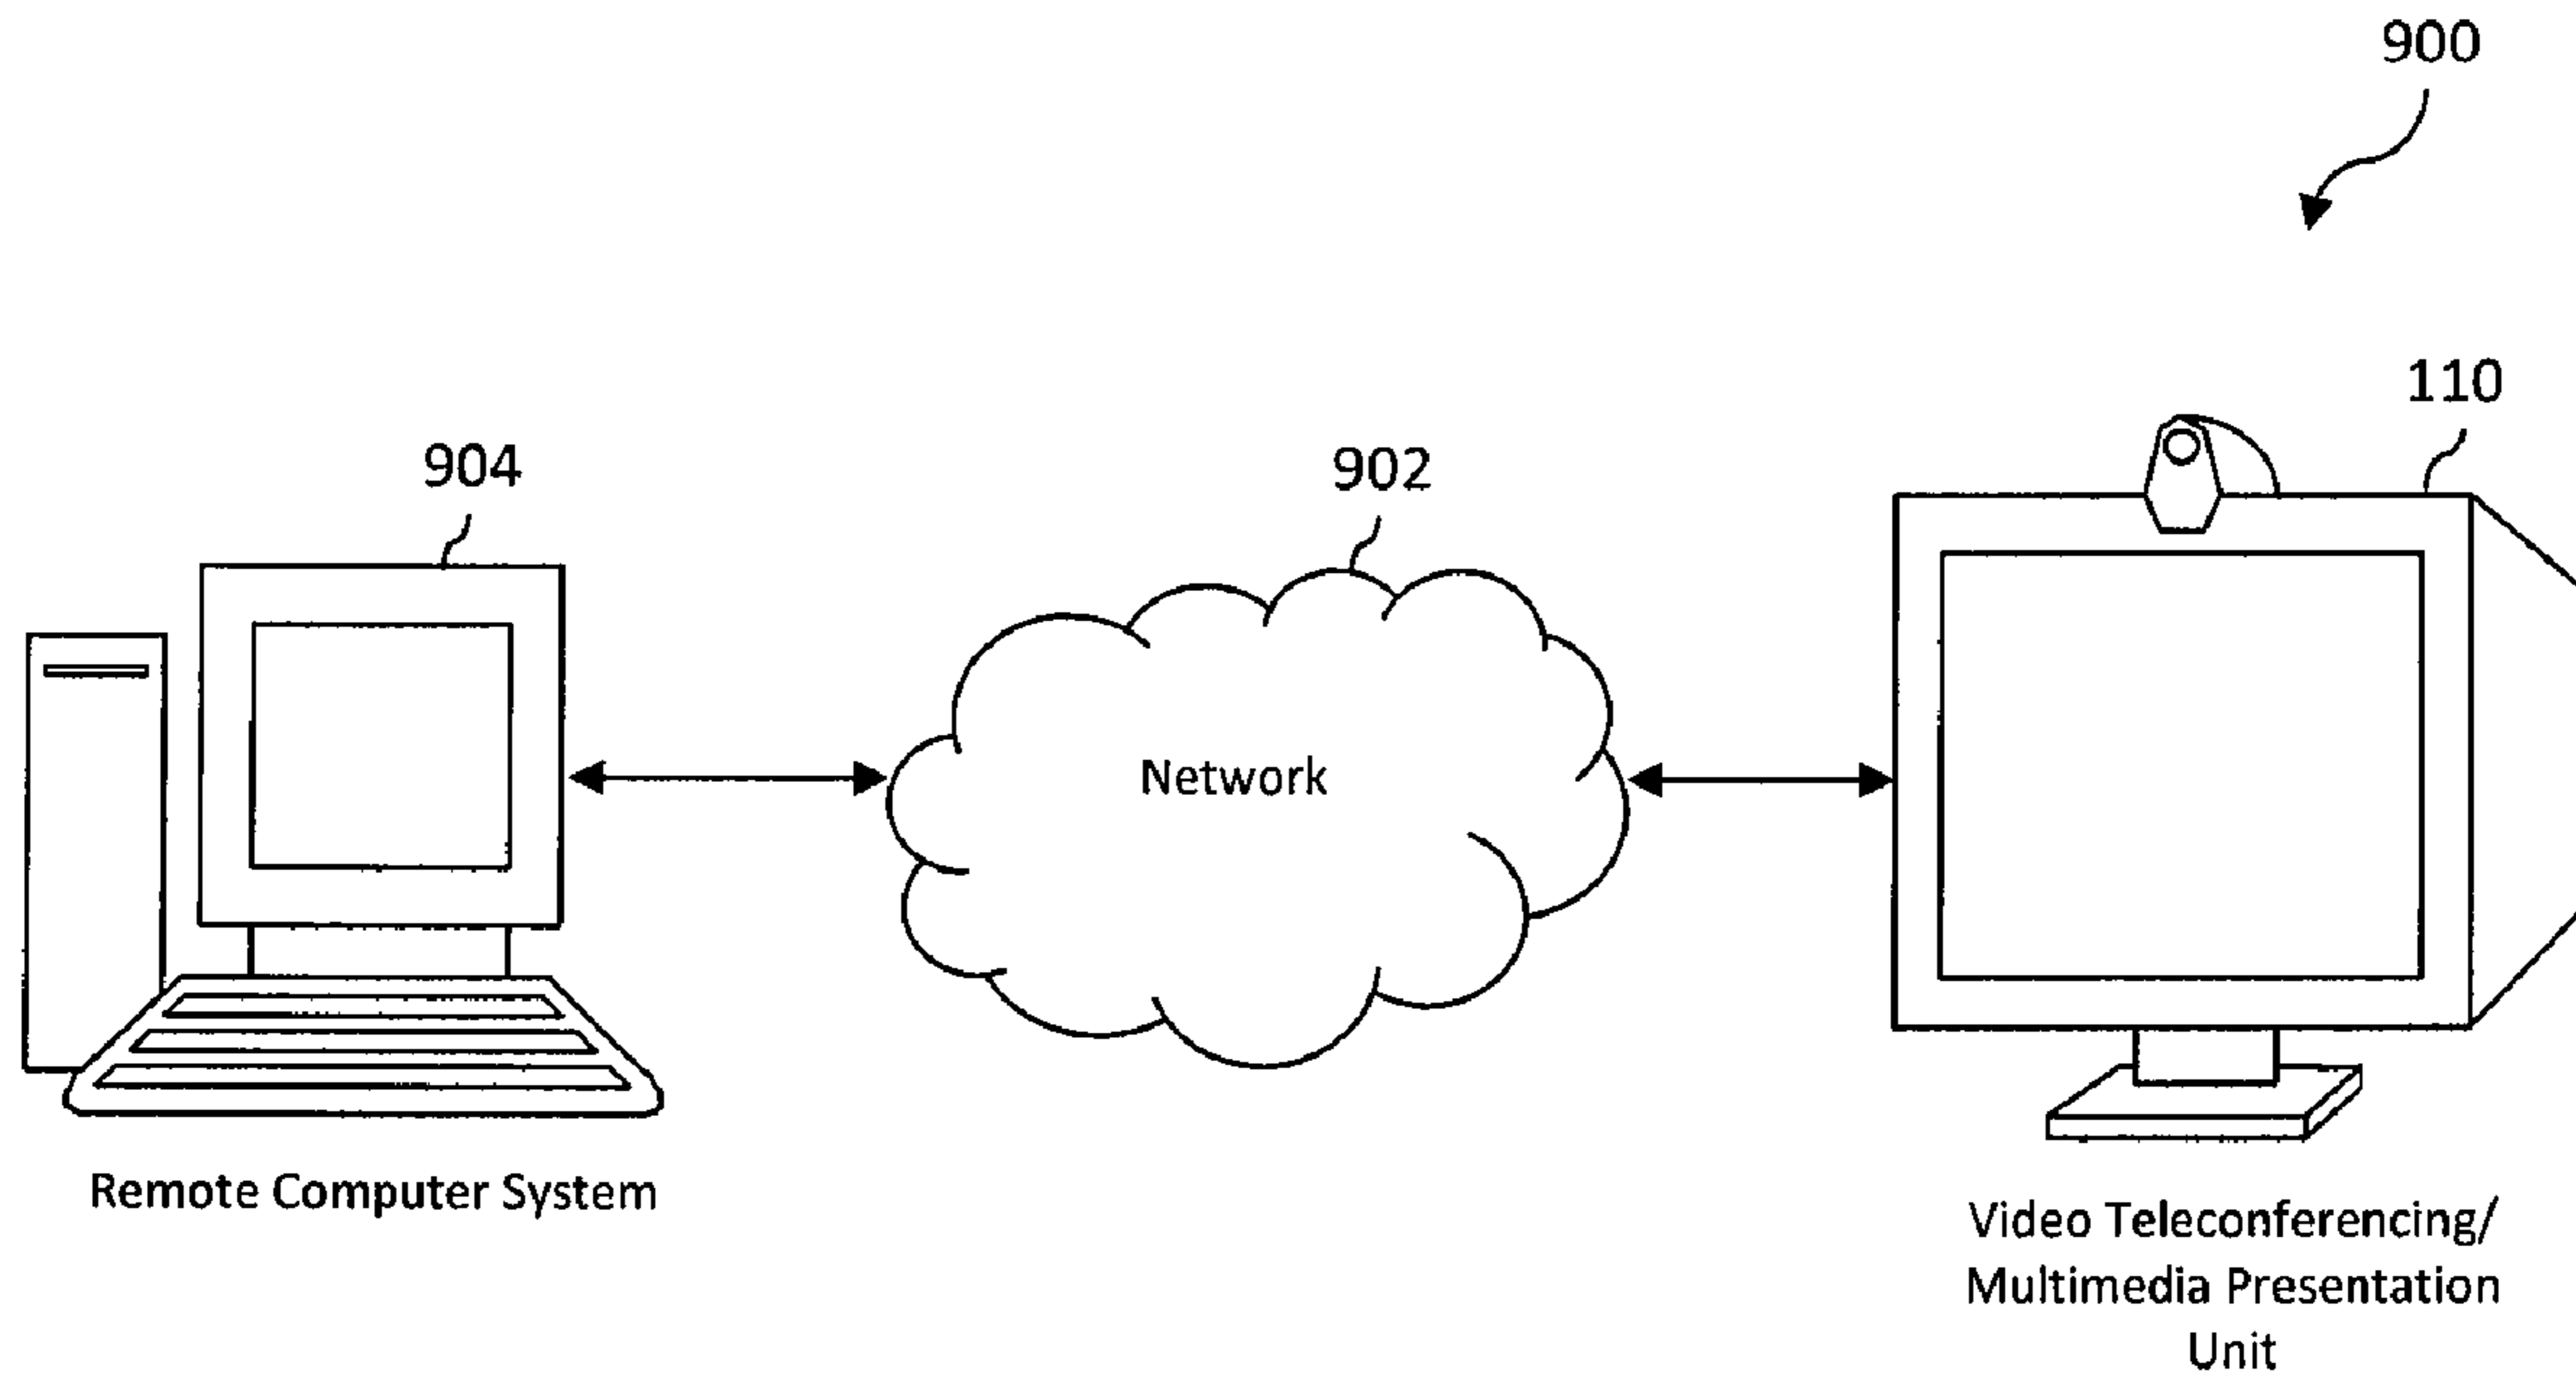 900
110
904
902
Network
Remote Computer System
Video Teleconferencing/
Multimedia Presentation
Unit